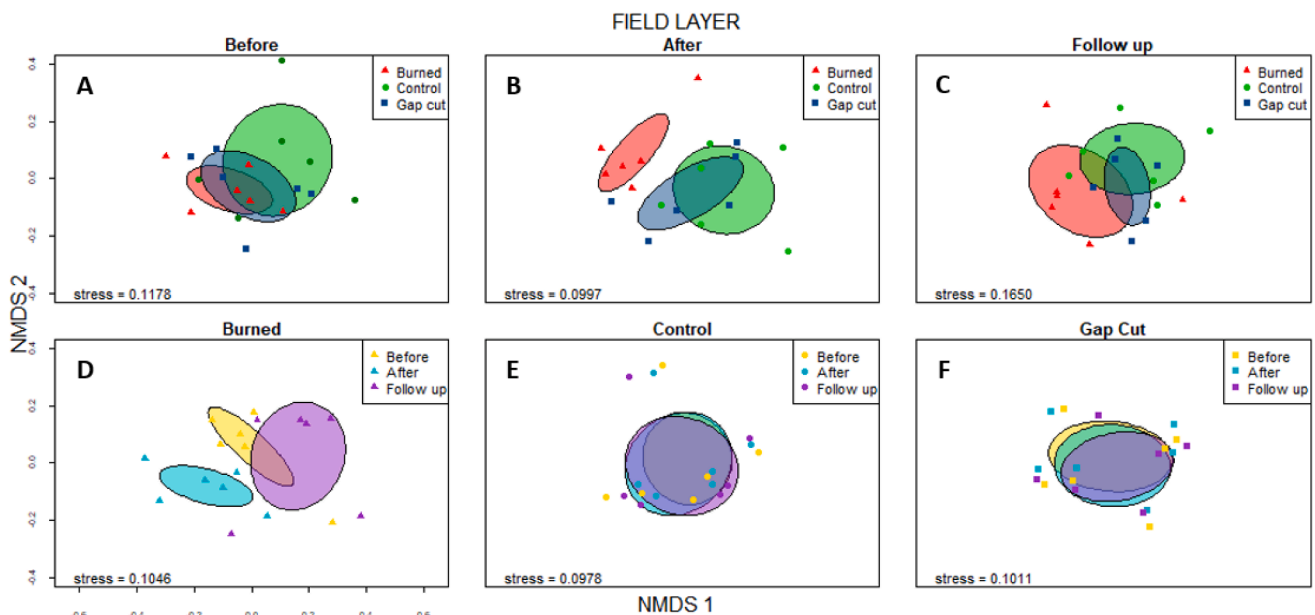 FIELD LAYER
Before
After
Follow up
A
Burned
Control
Gap cut
B
Burned
Control
Gap cut
C
Burned
Control
Gap cut
0.4
0.2
0.0
-0.2
-0.4
stress = 0.1178
stress = 0.0997
stress = 0.1650
NMDS 2
Burned
Control
Gap Cut
D
Before
After
Follow up
E
Before
After
Follow up
F
Before
After
Follow up
0.4
0.2
0.0
-0.2
-0.4
stress = 0.1046
stress = 0.0978
stress = 0.1011
NMDS 1